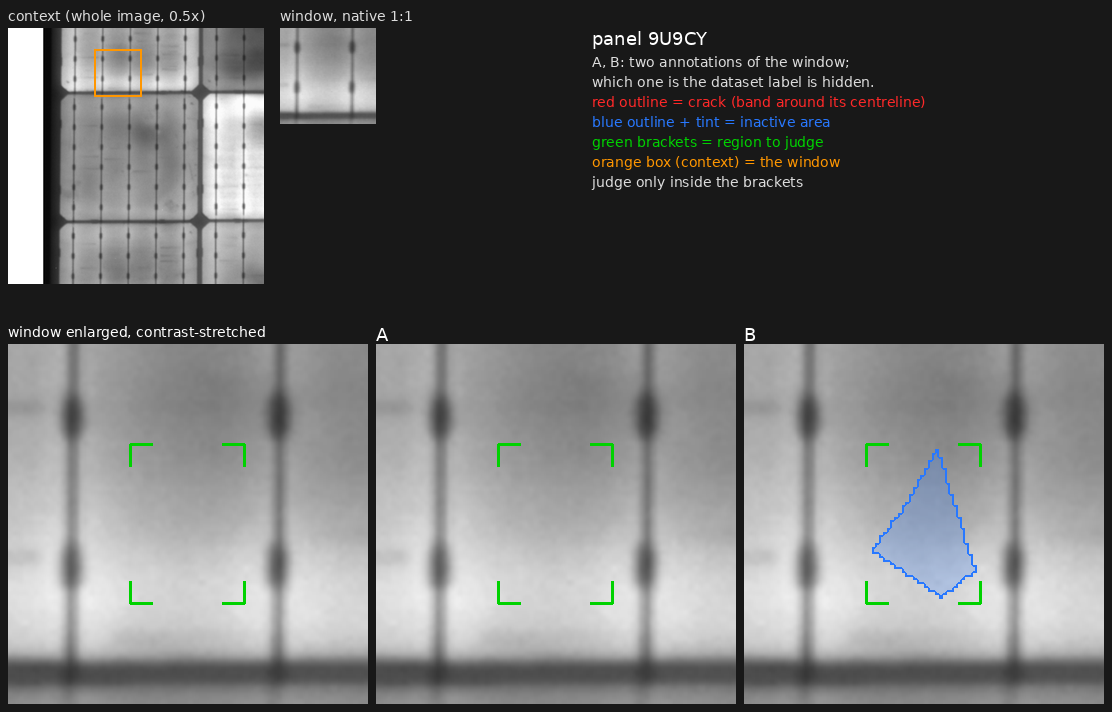 context (whole image, 0.5x)
window, native 1:1
panel 9U9CY
A, B: two annotations of the window;
which one is the dataset label is hidden.
red outline = crack (band around its centreline)
blue outline + tint = inactive area
green brackets = region to judge
orange box (context) = the window
judge only inside the brackets
window enlarged, contrast-stretched
A
B